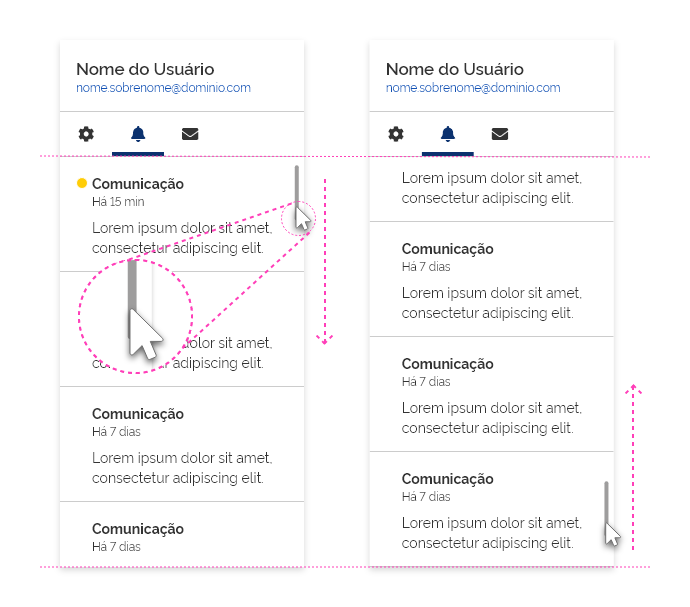 Nome do Usuário
nome.sobrenome@dominio.com
Comunicação
Há 15 min
Lorem ipsum dolor sit amet,
consectetur adipiscing elit.
dolor sit amet,
adipiscing elit.
Comunicação
Há 7 dias
Lorem ipsum dolor sit amet,
consectetur adipiscing elit.
Comunicação
Há 7 dias
Nome do Usuário
nome.sobrenome@dominio.com
Lorem ipsum dolor sit amet,
consectetur adipiscing elit.
Comunicação
Há 7 dias
Lorem ipsum dolor sit amet,
consectetur adipiscing elit.
Comunicação
Há 7 dias
Lorem ipsum dolor sit amet,
consectetur adipiscing elit.
Comunicação
Há 7 dias
Lorem ipsum dolor sit amet,
consectetur adipiscing elit.